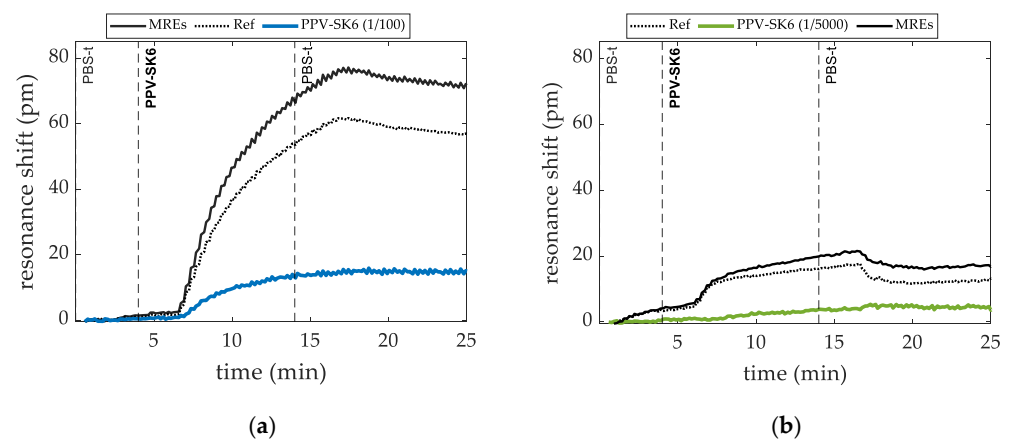 MREs Ref PPV-SK6 (1/100)
80
60
40
20
0
resonance shift (pm)
PBS-t
PPV-SK6
PBS-t
5 10 15 20 25
time (min)
(a)
Ref PPV-SK6 (1/5000) MREs
80
60
40
20
0
resonance shift (pm)
PBS-t
PPV-SK6
PBS-t
5 10 15 20 25
time (min)
(b)